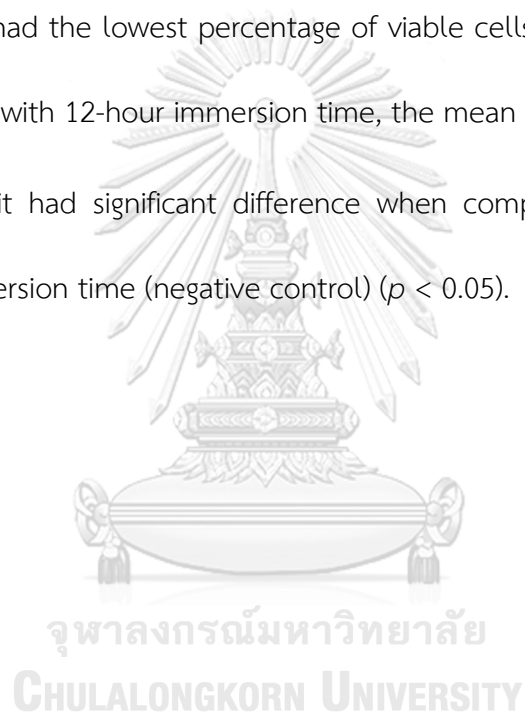 had the lowest percentage of viable cells
with 12-hour immersion time, the mean
it had significant difference when comp
ersion time (negative control) (p < 0.05).
จุฬาลงกรณ์มหาวิทยาลัย
CHULALONGKORN UNIVERSITY